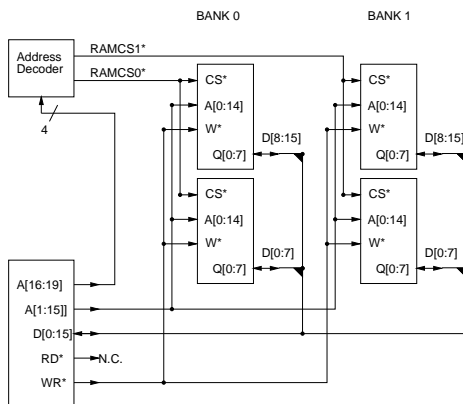 BANK 0
BANK 1
RAMCS1*
Address
Decoder
RAMCS0*
4
CS*
A[0:14]
W*
Q[0:7]
D[8:15]
CS*
A[0:14]
W*
Q[0:7]
D[8:15]
CS*
A[0:14]
W*
Q[0:7]
D[0:7]
CS*
A[0:14]
W*
Q[0:7]
D[0:7]
A[16:19]
A[1:15]]
D[0:15]
RD*
N.C.
WR*